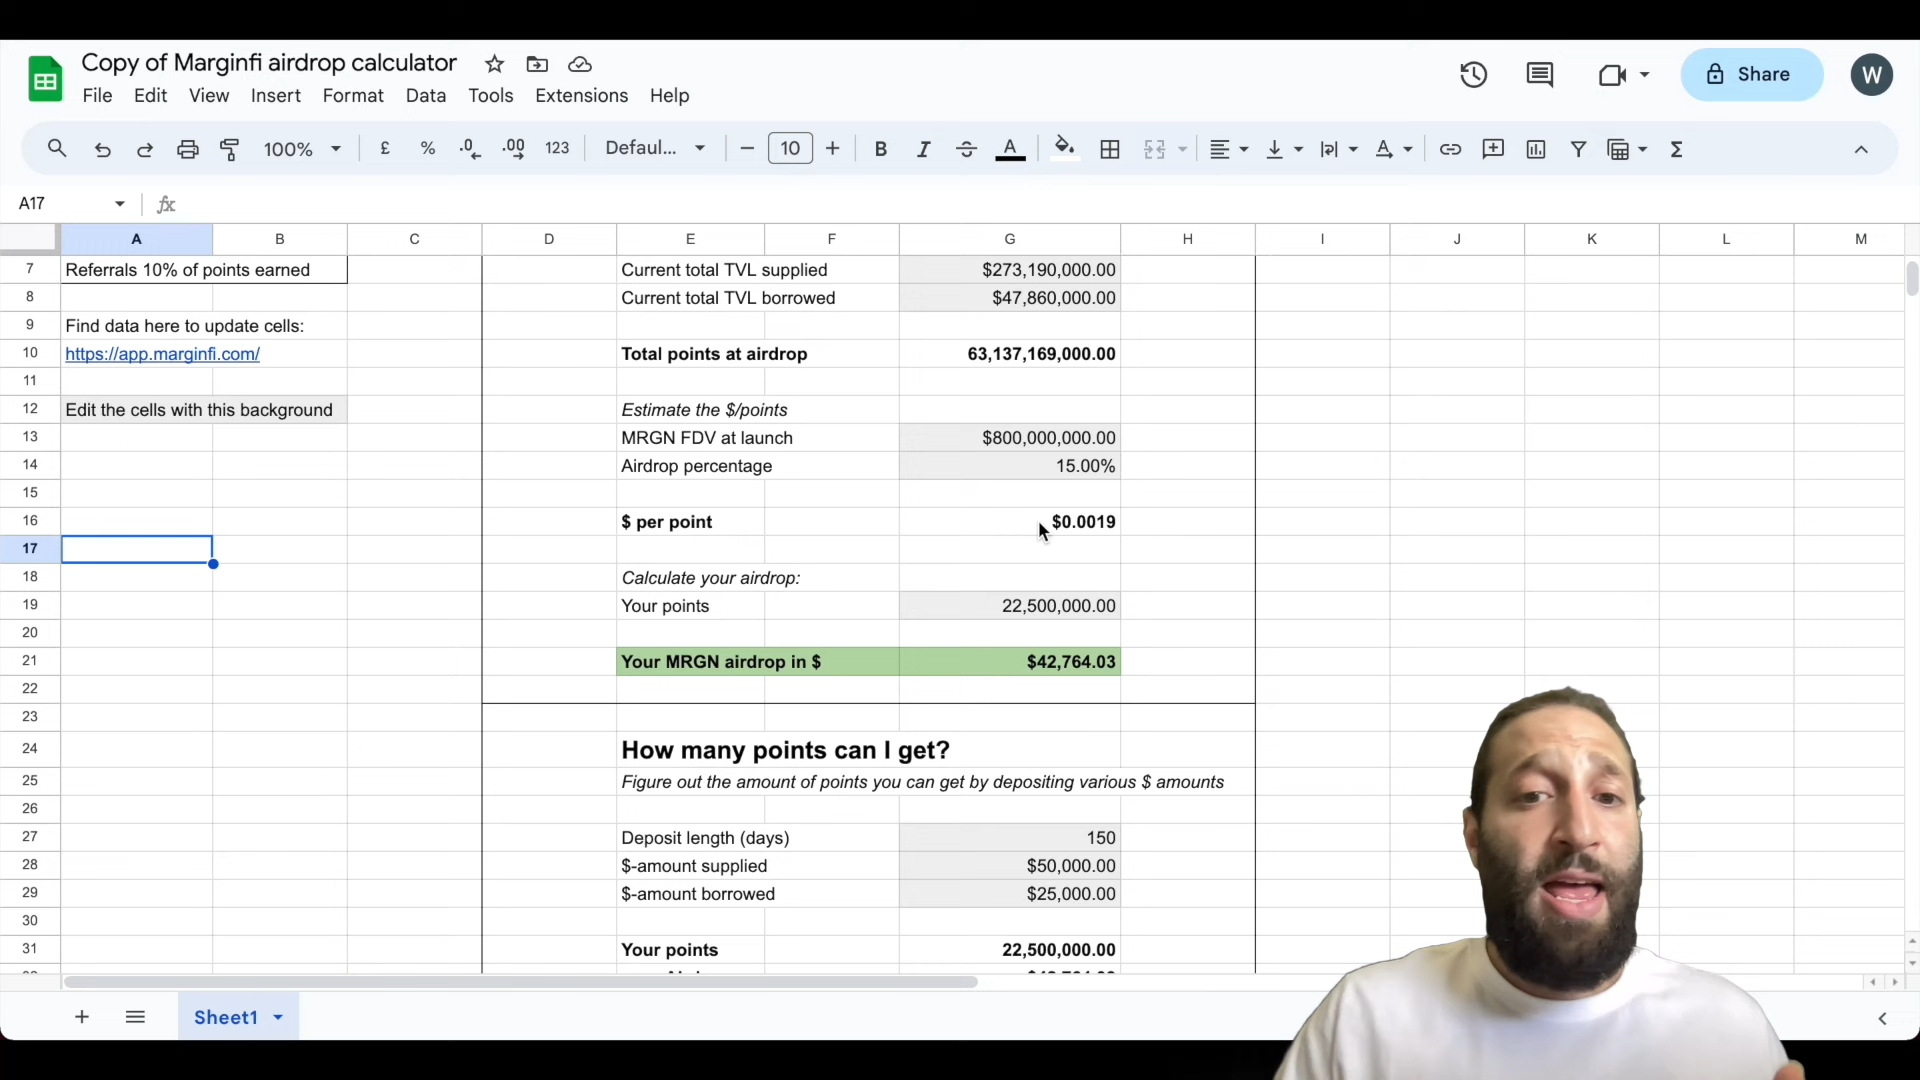 Copy of Marginfi airdrop calculator
File Edit View Insert Format Data Tools Extensions Help
Share
W
100% £ % .0 .00 123 Defaul... 10 B I A Σ
A17 fx
A B C D E F G H I J K L M
7 Referrals 10% of points earned Current total TVL supplied $273,190,000.00
8 Current total TVL borrowed $47,860,000.00
9 Find data here to update cells:
10 https://app.marginfi.com/ Total points at airdrop 63,137,169,000.00
11
12 Edit the cells with this background Estimate the $/points
13 MRGN FDV at launch $800,000,000.00
14 Airdrop percentage 15.00%
15
16 $ per point $0.0019
17
18 Calculate your airdrop:
19 Your points 22,500,000.00
20
21 Your MRGN airdrop in $ $42,764.03
22
23
24 How many points can I get?
25 Figure out the amount of points you can get by depositing various $ amounts
26
27 Deposit length (days) 150
28 $-amount supplied $50,000.00
29 $-amount borrowed $25,000.00
30
31 Your points 22,500,000.00
Sheet1